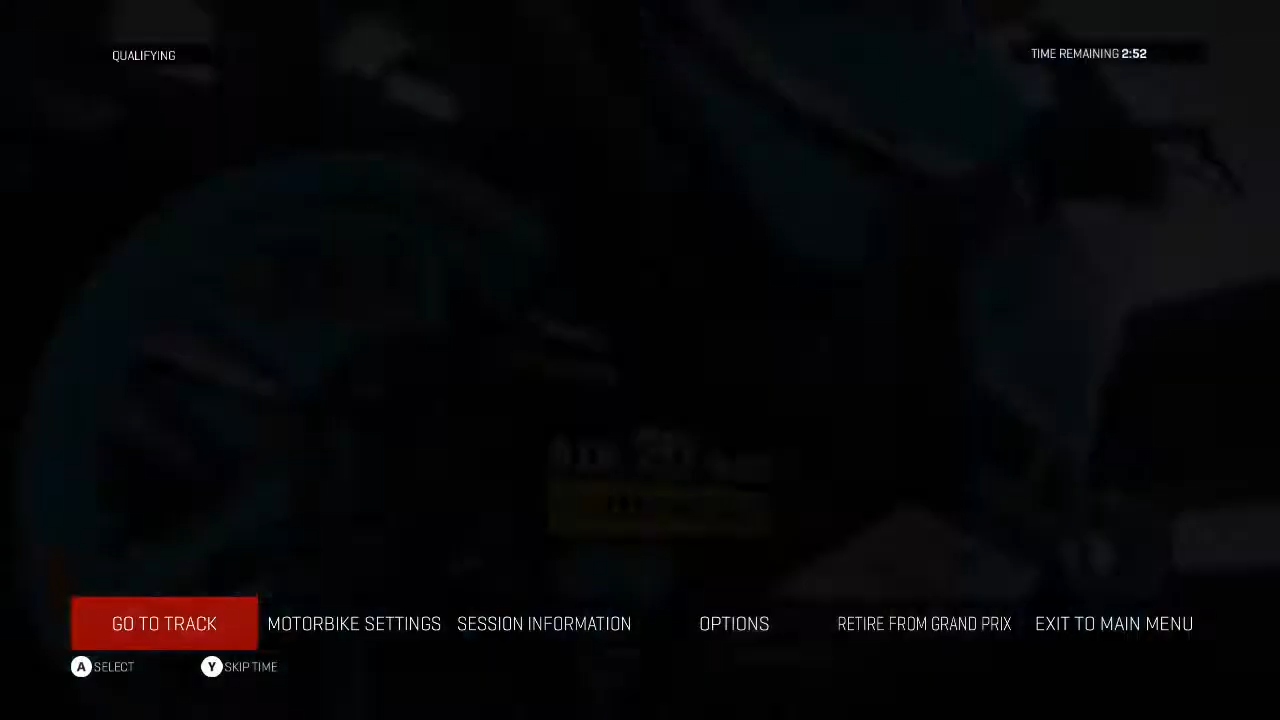 QUALIFYING
TIME REMAINING 2:52
GO TO TRACK
MOTORBIKE SETTINGS
SESSION INFORMATION
OPTIONS
RETIRE FROM GRAND PRIX
EXIT TO MAIN MENU
A SELECT
Y SKIP TIME